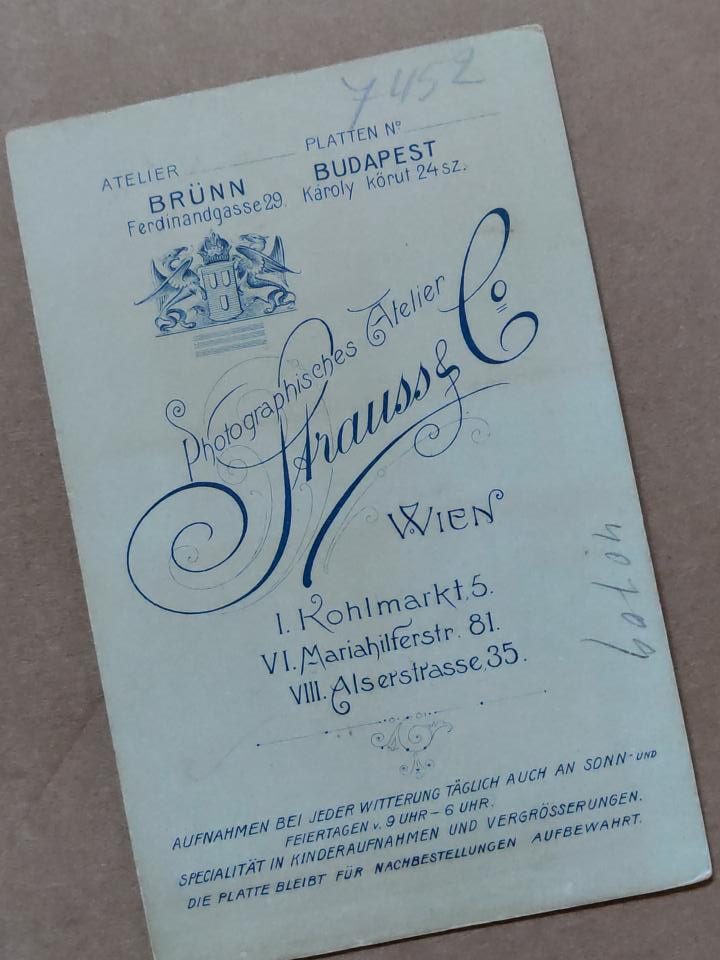 7452
ATELIER PLATTEN Nº
BRÜNN BUDAPEST
Ferdinandgasse 29. Károly körut 24 sz.
Photographisches Atelier
Strauss & Cº
WIEN
I. Kohlmarkt, 5.
VI. Mariahilferstr. 81.
VIII. Alserstrasse, 35.
AUFNAHMEN BEI JEDER WITTERUNG TÄGLICH AUCH AN SONN- UND
FEIERTAGEN v. 9 UHR – 6 UHR.
SPECIALITÄT IN KINDERAUFNAHMEN UND VERGRÖSSERUNGEN.
DIE PLATTE BLEIBT FÜR NACHBESTELLUNGEN AUFBEWAHRT.